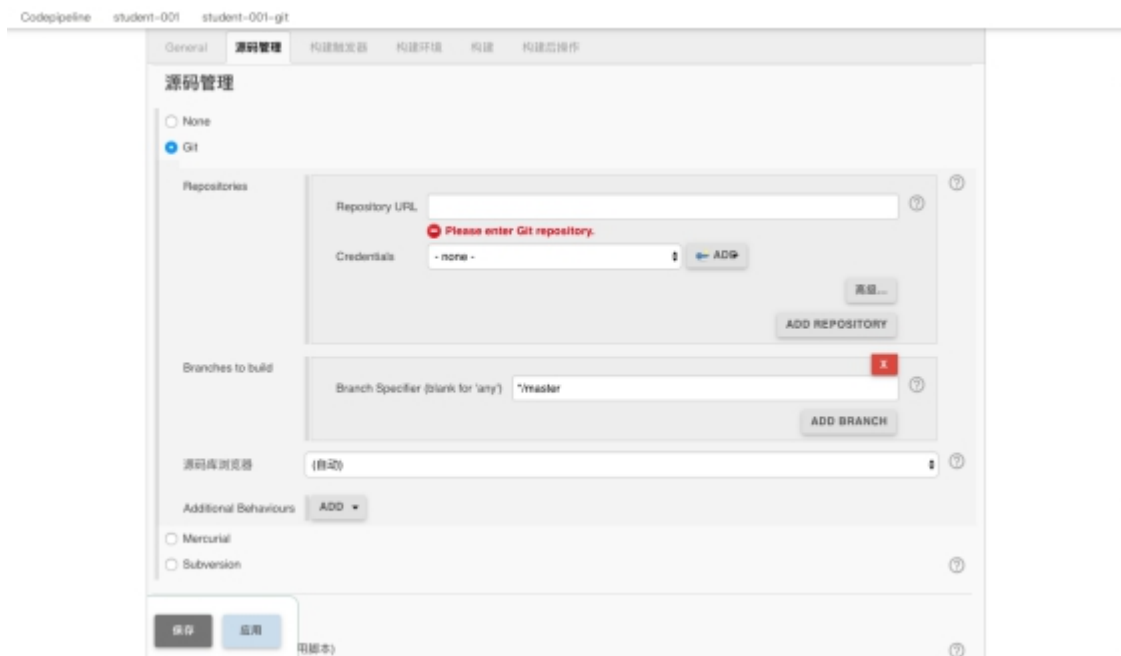 Codepipeline student-001 student-001-git
General 源码管理 构建触发器 构建环境 构建 构建后操作
源码管理
None
Git
Repositories
Repository URL
Please enter Git repository.
Credentials - none - ADD
高级...
ADD REPOSITORY
Branches to build
X
Branch Specifier (blank for 'any') */master
ADD BRANCH
源码库浏览器 (自动)
Additional Behaviours ADD
Mercurial
Subversion
保存 应用
用脚本)